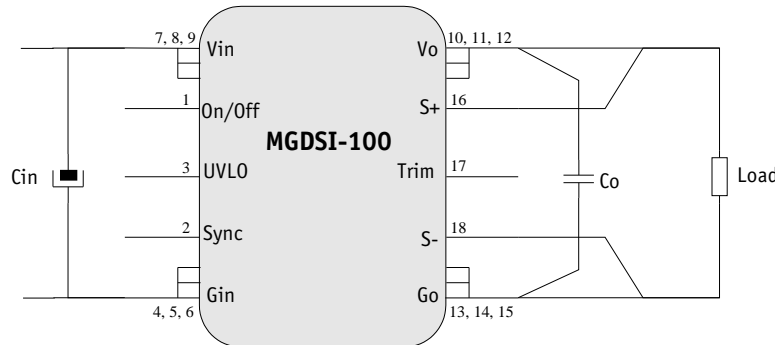 7, 8, 9 Vin Vo 10, 11, 12
1 On/Off S+ 16
MGDSI-100
Cin 3 UVLO Trim 17 Co Load
2 Sync S- 18
Gin Go
4, 5, 6 13, 14, 15